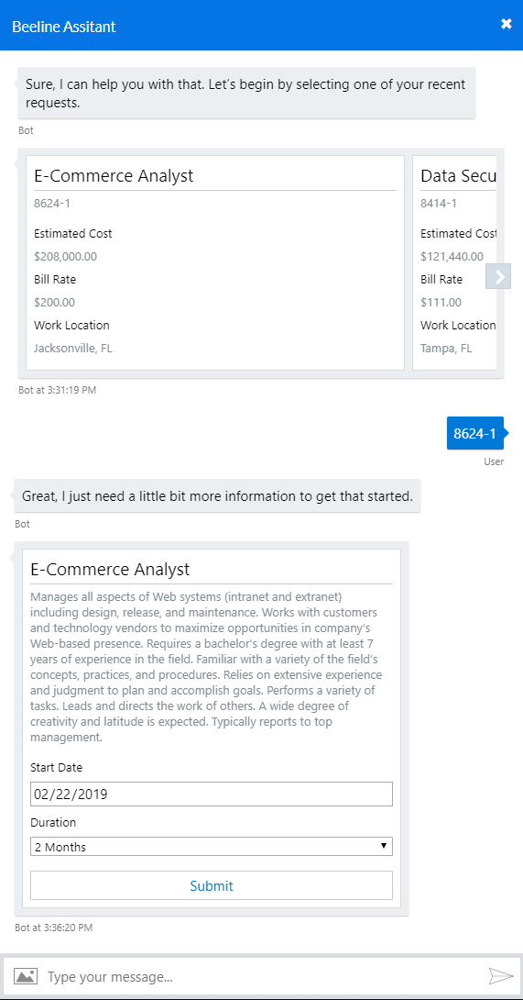 Beeline Assitant
Sure, I can help you with that. Let's begin by selecting one of your recent
requests.
Bot
E-Commerce Analyst
8624-1
Estimated Cost
$208,000.00
Bill Rate
$200.00
Work Location
Jacksonville, FL
Data Secu
8414-1
Estimated Cost
$121,440.00
Bill Rate
$111.00
Work Location
Tampa, FL
Bot at 3:31:19 PM
8624-1
User
Great, I just need a little bit more information to get that started.
Bot
E-Commerce Analyst
Manages all aspects of Web systems (intranet and extranet)
including design, release, and maintenance. Works with customers
and technology vendors to maximize opportunities in company's
Web-based presence. Requires a bachelor's degree with at least 7
years of experience in the field. Familiar with a variety of the field's
concepts, practices, and procedures. Relies on extensive experience
and judgment to plan and accomplish goals. Performs a variety of
tasks. Leads and directs the work of others. A wide degree of
creativity and latitude is expected. Typically reports to top
management.
Start Date
02/22/2019
Duration
2 Months
Submit
Bot at 3:36:20 PM
Type your message...